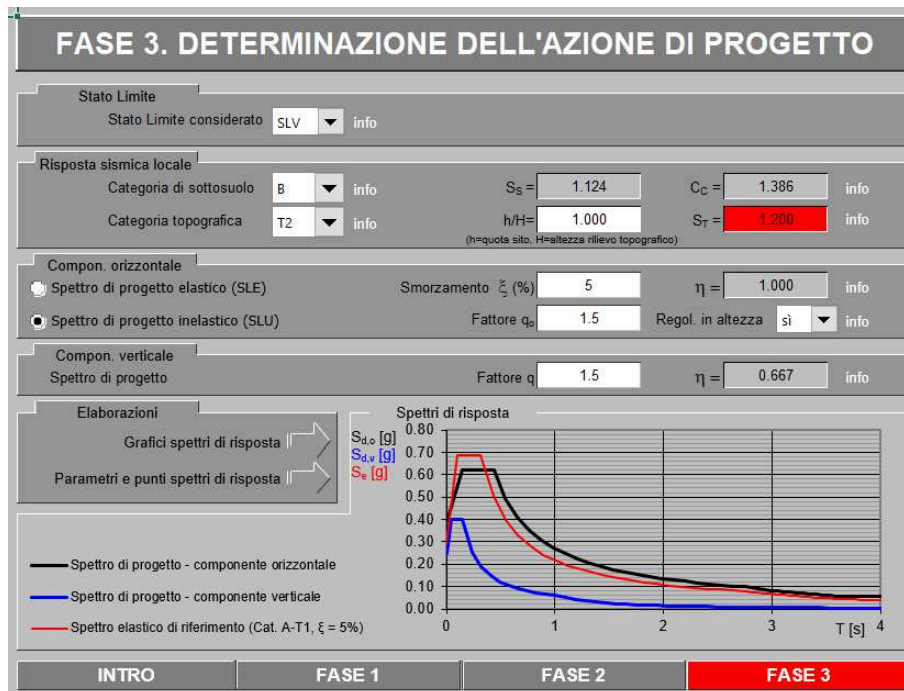 FASE 3. DETERMINAZIONE DELL'AZIONE DI PROGETTO
Stato Limite
Stato Limite considerato SLV info
Risposta sismica locale
Categoria di sottosuolo B info SS = 1.124 CC = 1.386 info
Categoria topografica T2 info h/H= 1.000 ST = 1.200 info
(h=quota sito, H=altezza rilievo topografico)
Compon. orizzontale
Spettro di progetto elastico (SLE) Smorzamento ξ (%) 5 η = 1.000 info
Spettro di progetto inelastico (SLU) Fattore qo 1.5 Regol. in altezza sì info
Compon. verticale
Spettro di progetto Fattore q 1.5 η = 0.667 info
Elaborazioni
Grafici spettri di risposta
Parametri e punti spettri di risposta
Spettri di risposta
Sd,o [g]
Sd,v [g]
Se [g]
0.80
0.70
0.60
0.50
0.40
0.30
0.20
0.10
0.00
0 1 2 3 T [s] 4
Spettro di progetto - componente orizzontale
Spettro di progetto - componente verticale
Spettro elastico di riferimento (Cat. A-T1, ξ = 5%)
INTRO FASE 1 FASE 2 FASE 3